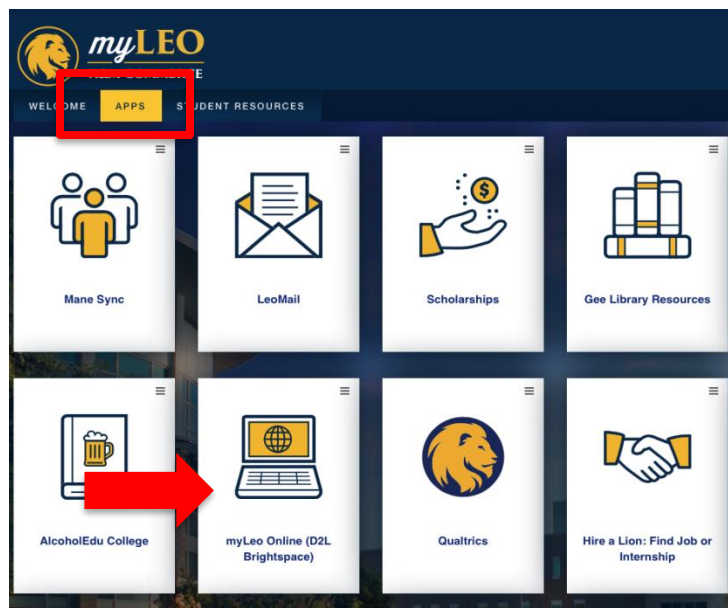 myLEO
WELCOME APPS STUDENT RESOURCES
$
Mane Sync
LeoMail
Scholarships
Gee Library Resources
AlcoholEdu College
myLeo Online (D2L
Brightspace)
Qualtrics
Hire a Lion: Find Job or
Internship